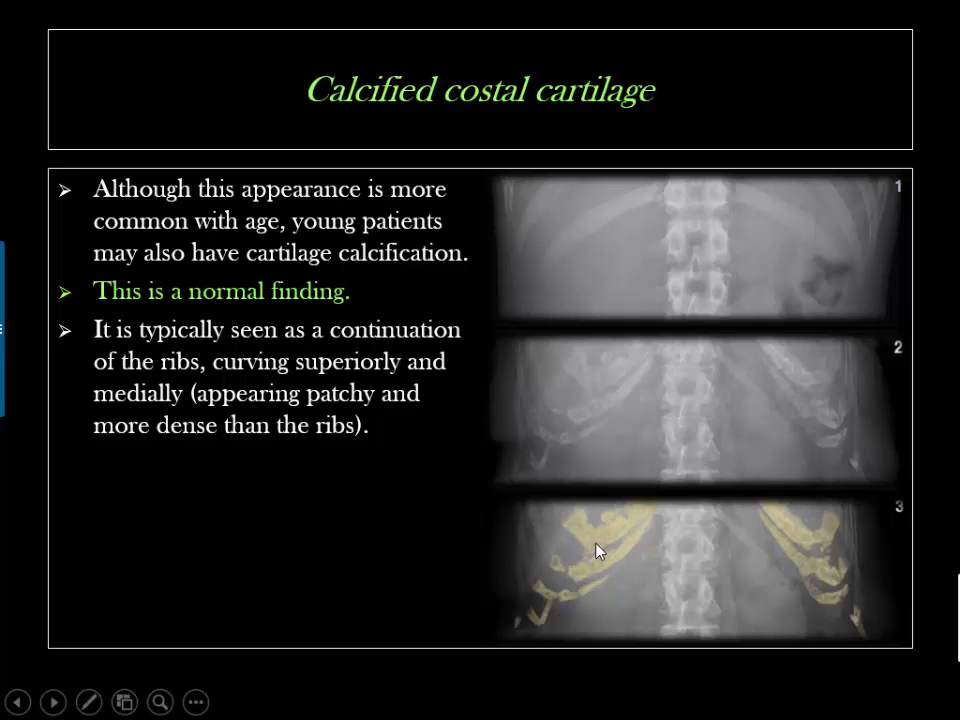 Calcified costal cartilage
Although this appearance is more
common with age, young patients
may also have cartilage calcification.
This is a normal finding.
It is typically seen as a continuation
of the ribs, curving superiorly and
medially (appearing patchy and
more dense than the ribs).
1
2
3